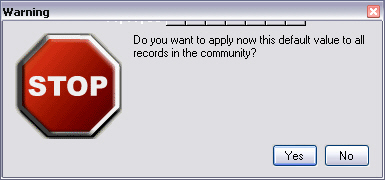 Warning
Do you want to apply now this default value to all
records in the community?
STOP
Yes
No